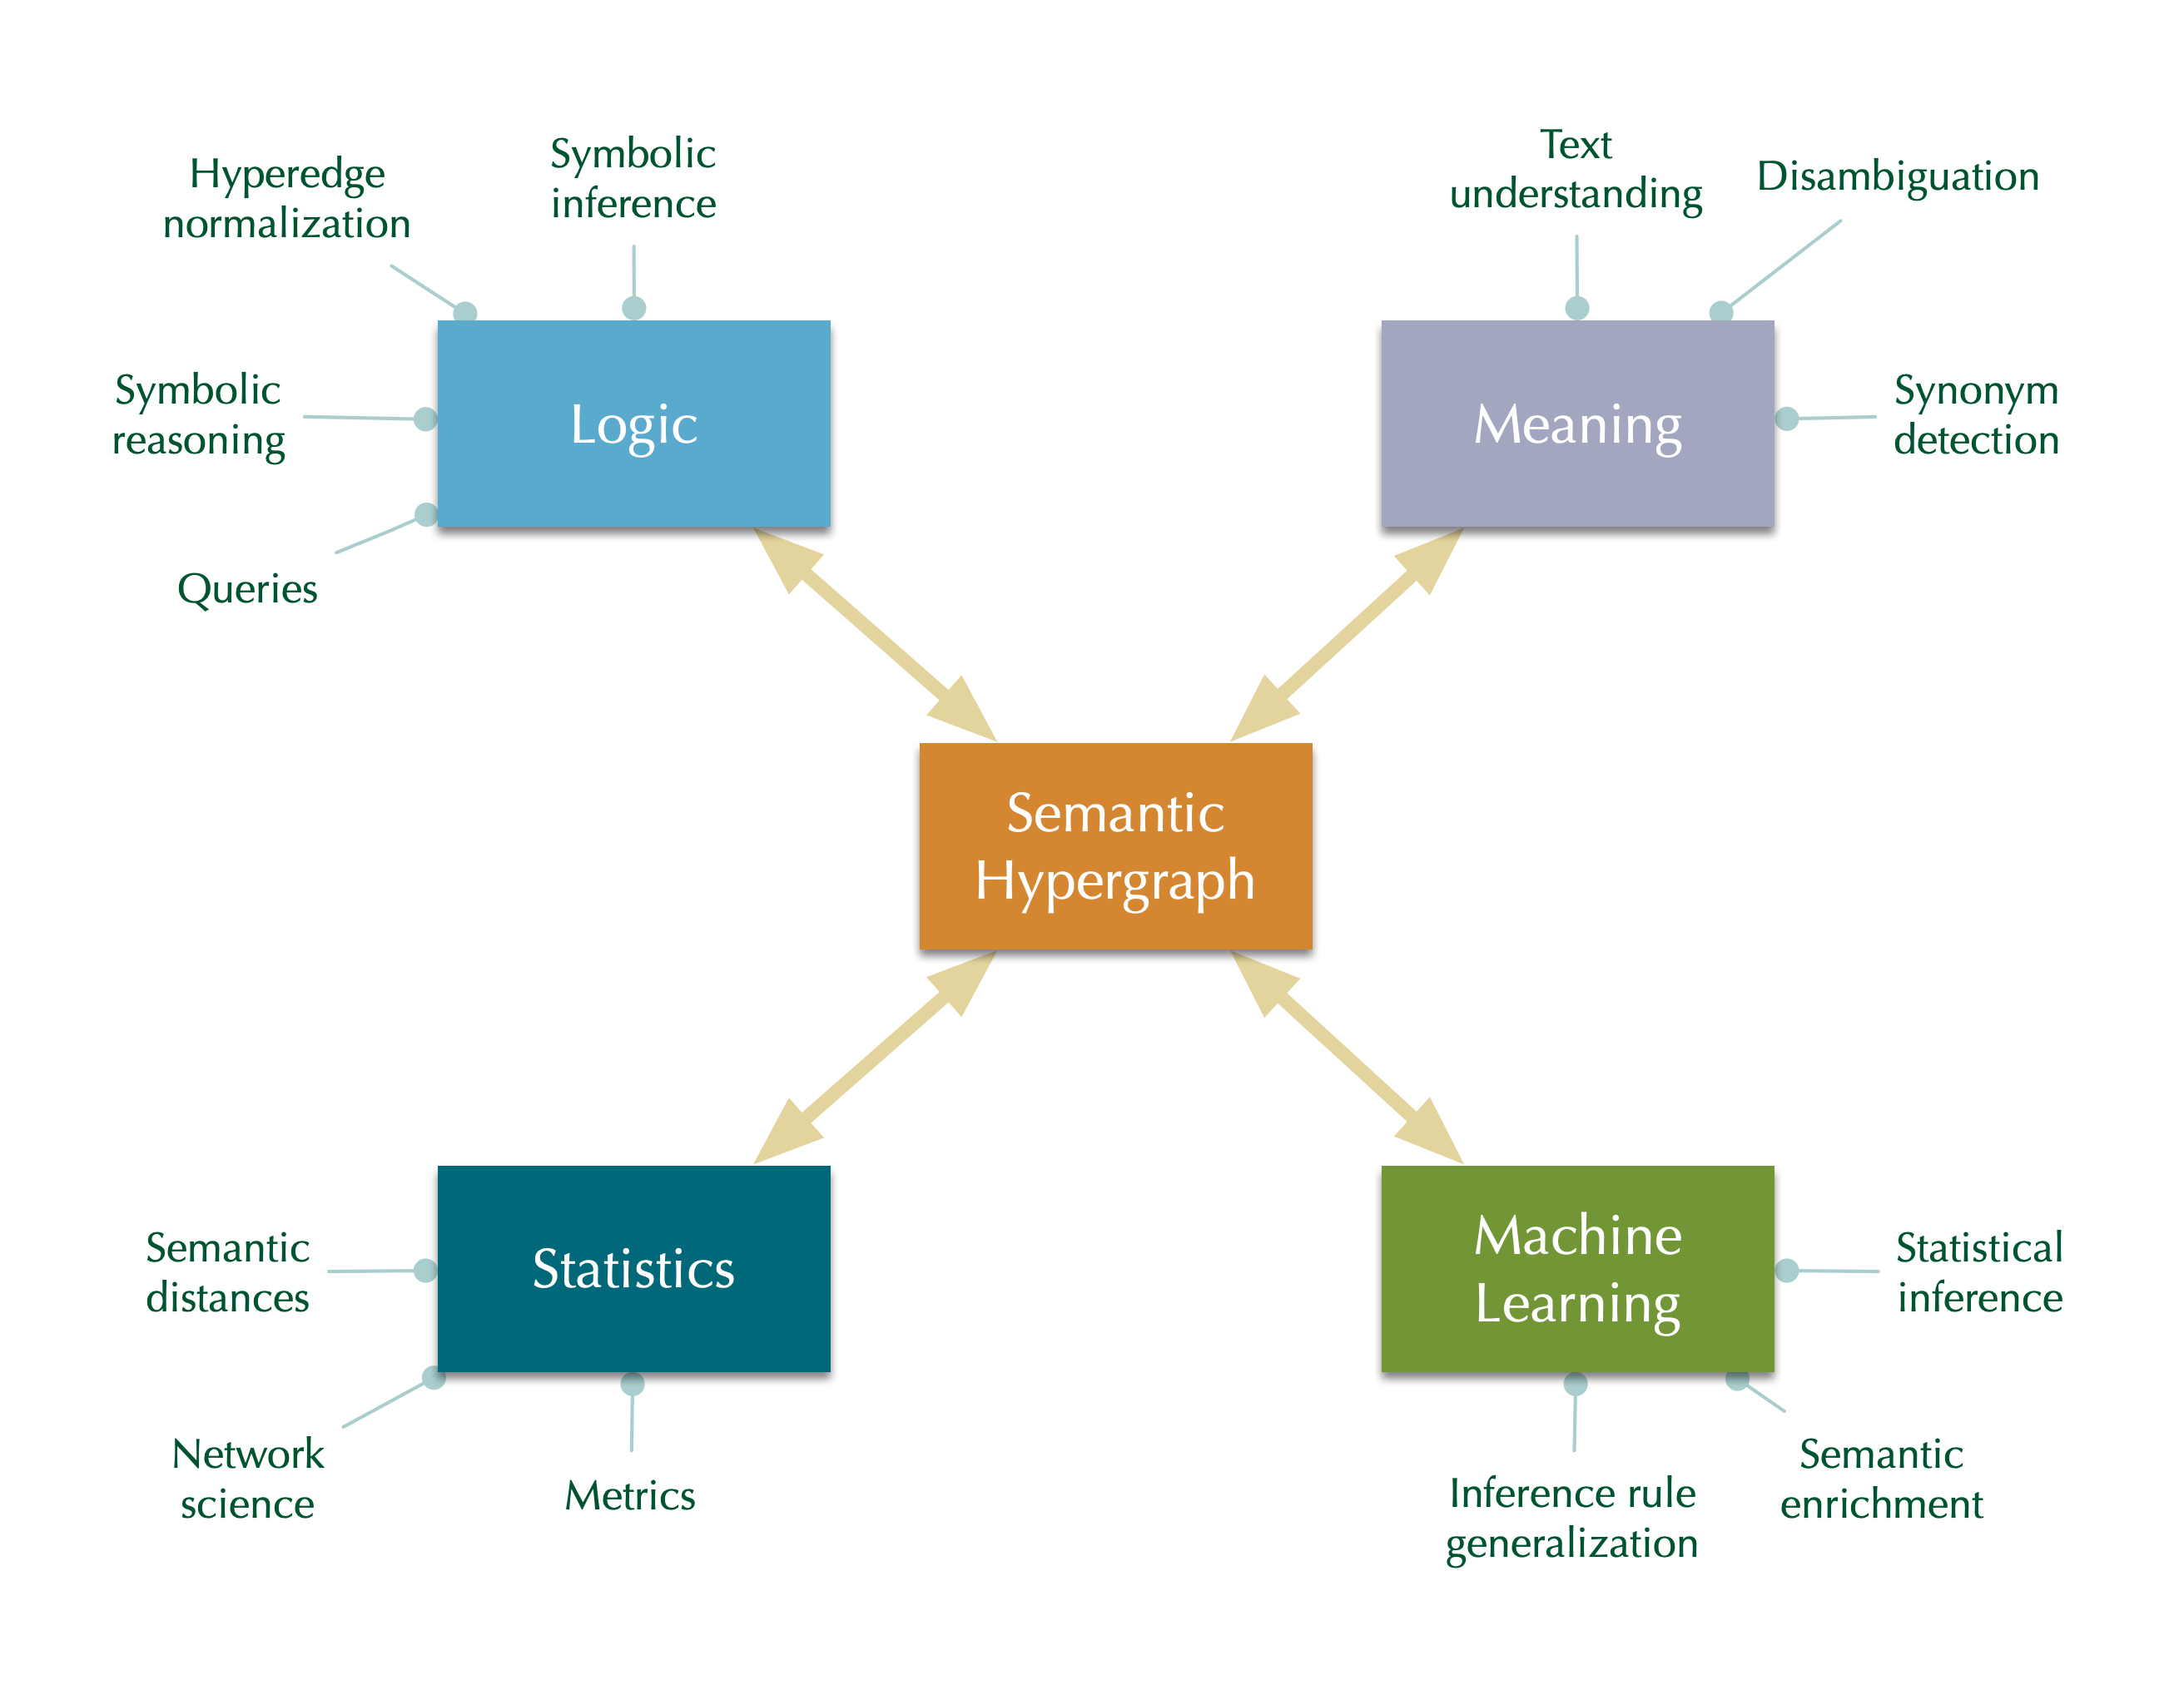 Hyperedge
normalization
Symbolic
inference
Text
understanding
Disambiguation
Symbolic
reasoning
Logic
Meaning
Synonym
detection
Queries
Semantic
Hypergraph
Semantic
distances
Statistics
Machine
Learning
Statistical
inference
Network
science
Metrics
Inference rule
generalization
Semantic
enrichment